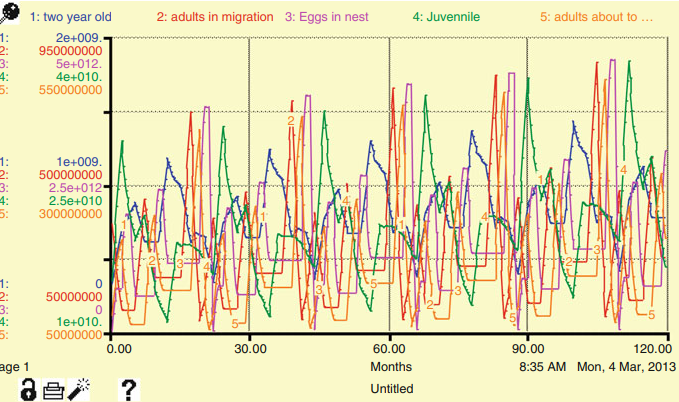 1: two year old 2: adults in migration 3: Eggs in nest 4: Juvennile 5: adults about to …
1: 2e+009.
2: 950000000
3: 5e+012.
4: 4e+010.
5: 550000000
1: 1e+009.
2: 500000000
3: 2.5e+012
4: 2.5e+010
5: 300000000
1: 0
2: 50000000
3: 0
4: 1e+010.
5: 50000000
0.00 30.00 60.00 90.00 120.00
age 1 Months 8:35 AM Mon, 4 Mar, 2013
Untitled
?